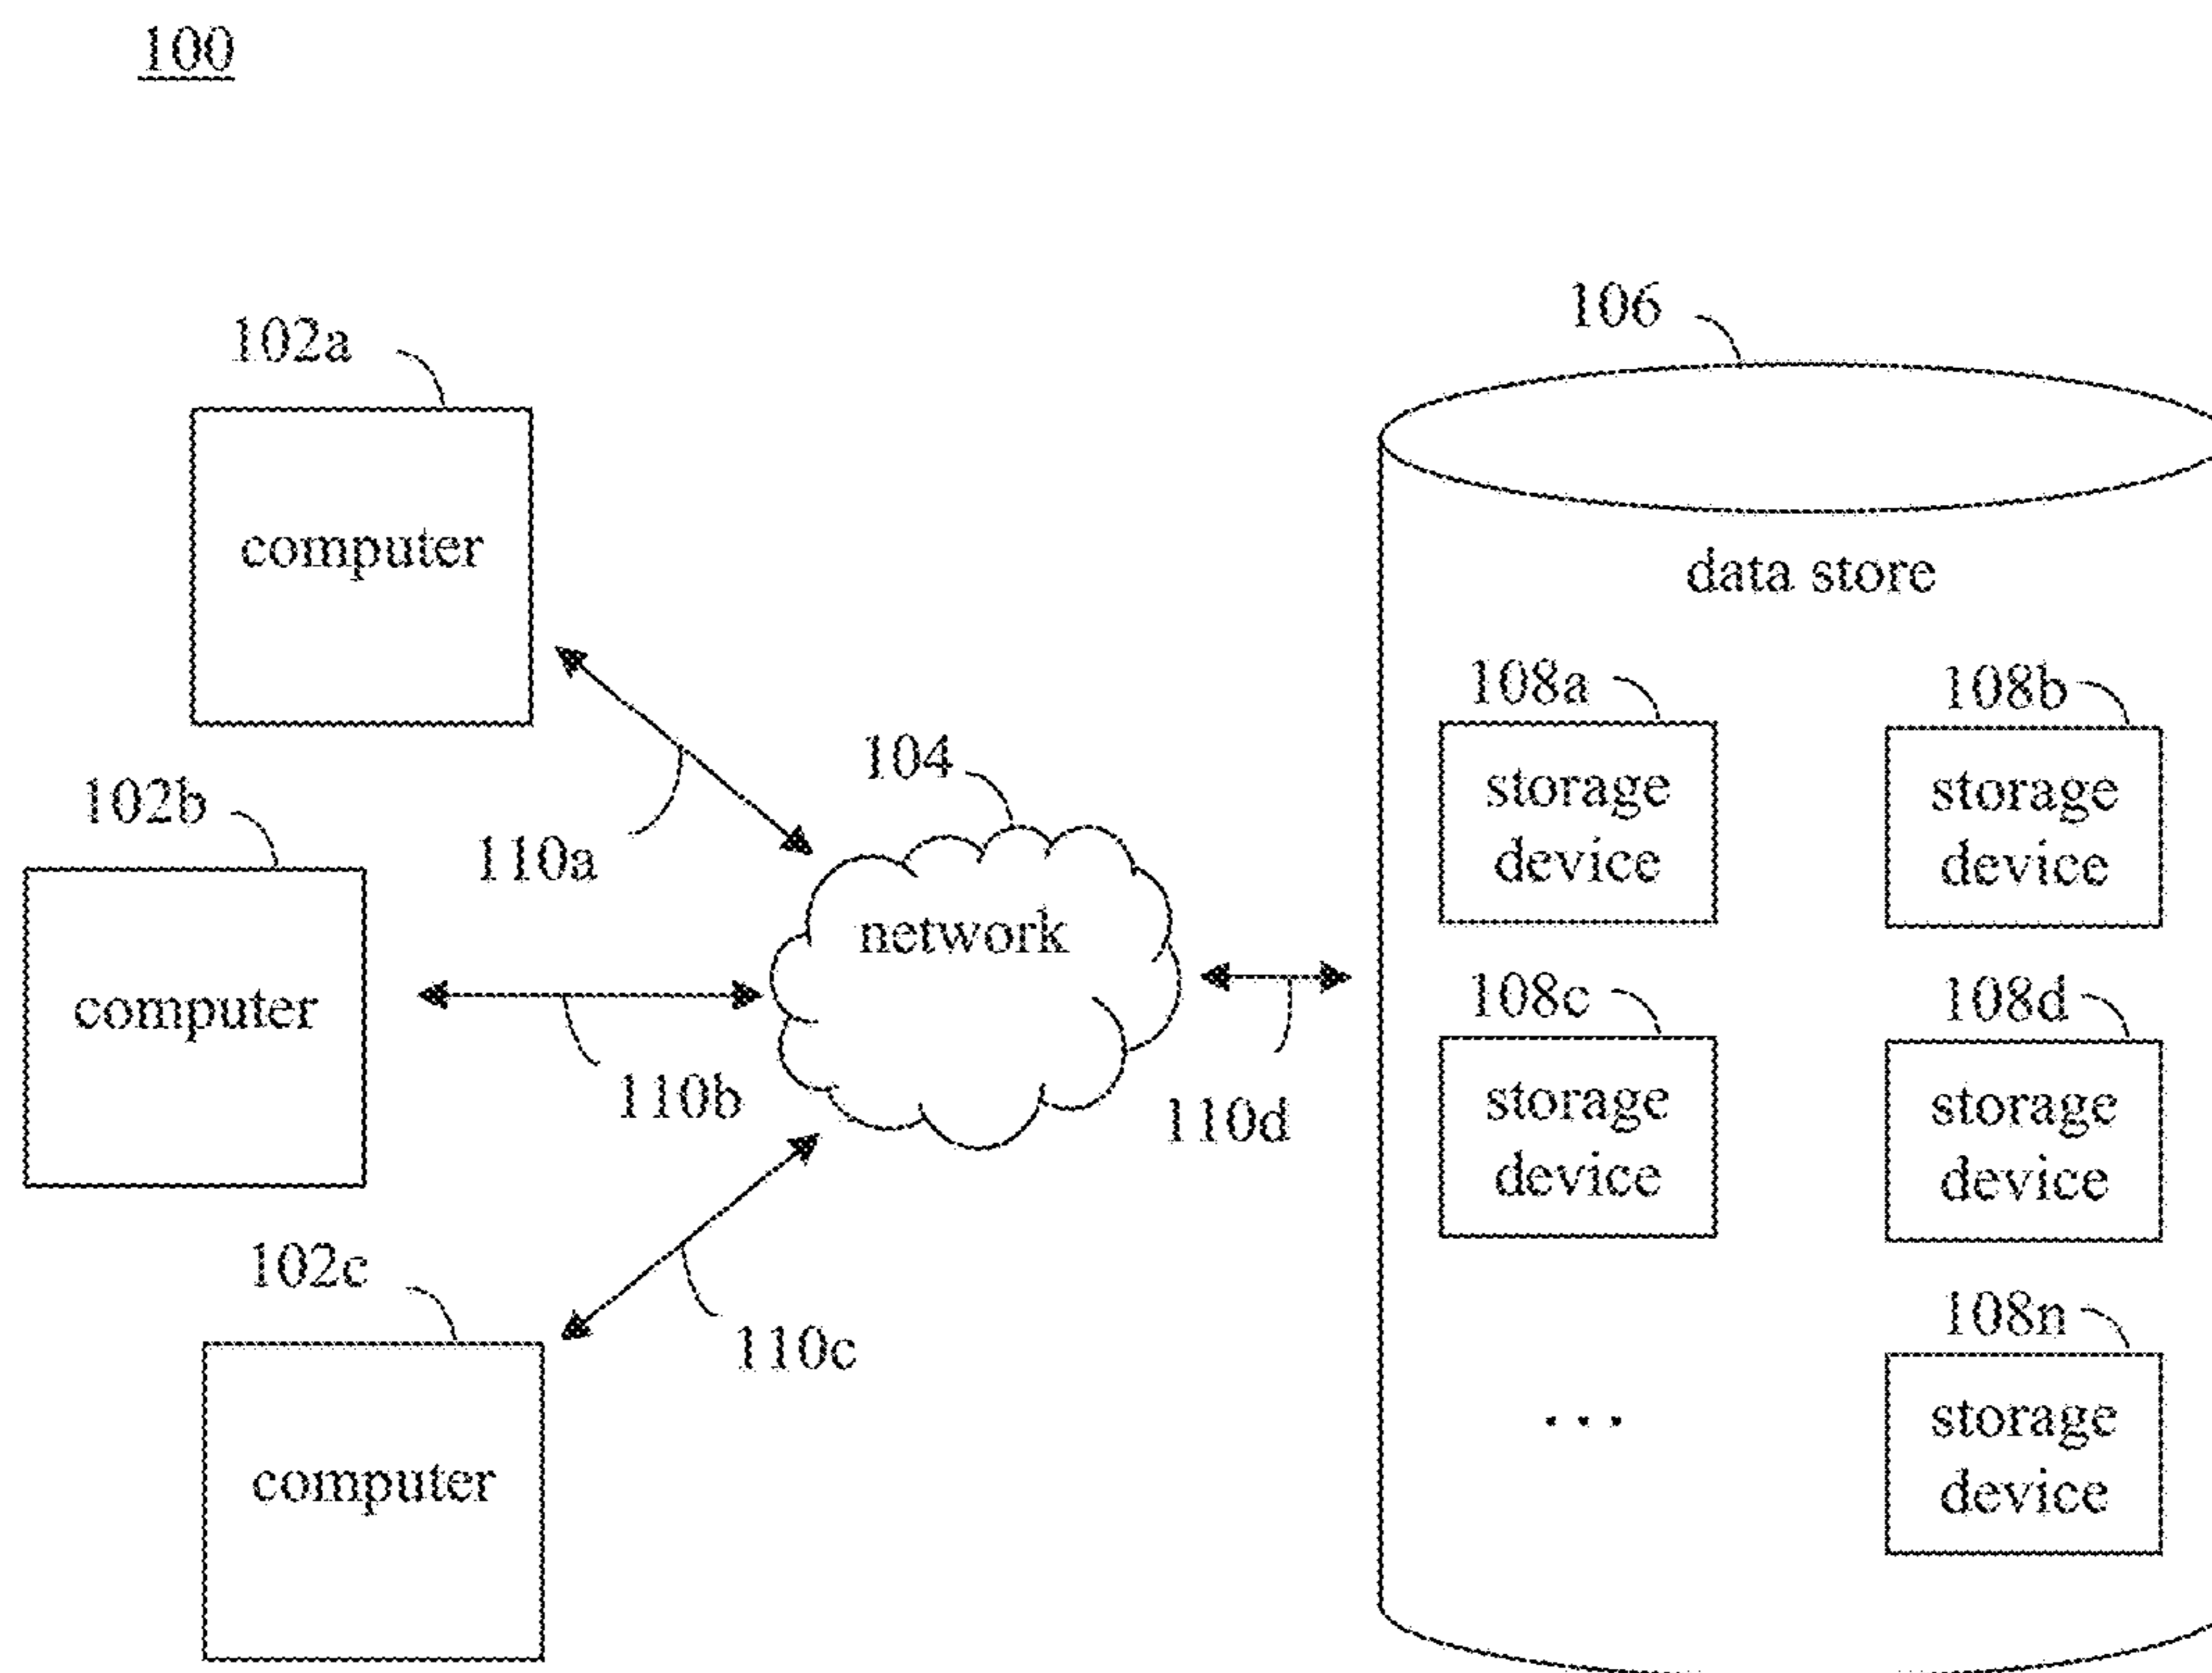 100
106
102a
computer
data store
108a
108b
storage
device
storage
device
104
110a
102b
network
computer
108c
108d
storage
device
storage
device
110b
110d
102c
110c
108n
computer
. . .
storage
device